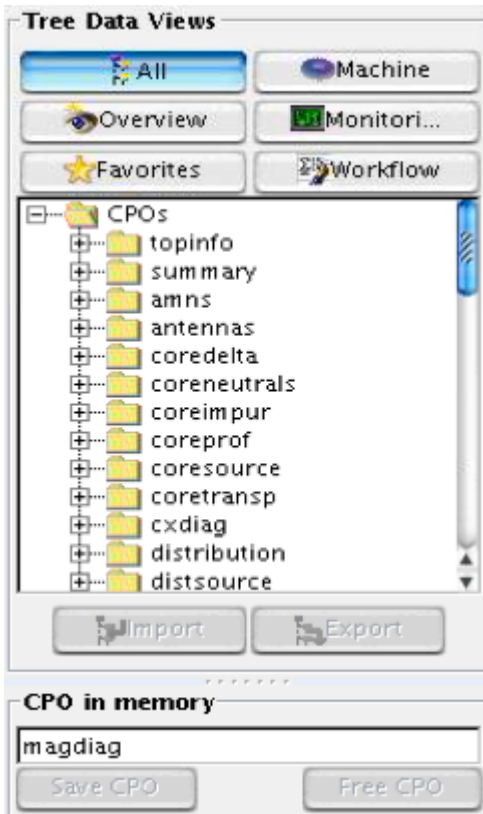 Tree Data Views
All Machine
Overview Monitori...
Favorites Workflow
CPOs
topinfo
summary
amns
antennas
coredelta
coreneutrals
coreimpur
coreprof
coresource
coretransp
cxdiag
distribution
distsource
Import Export
CPO in memory
magdiag
Save CPO Free CPO